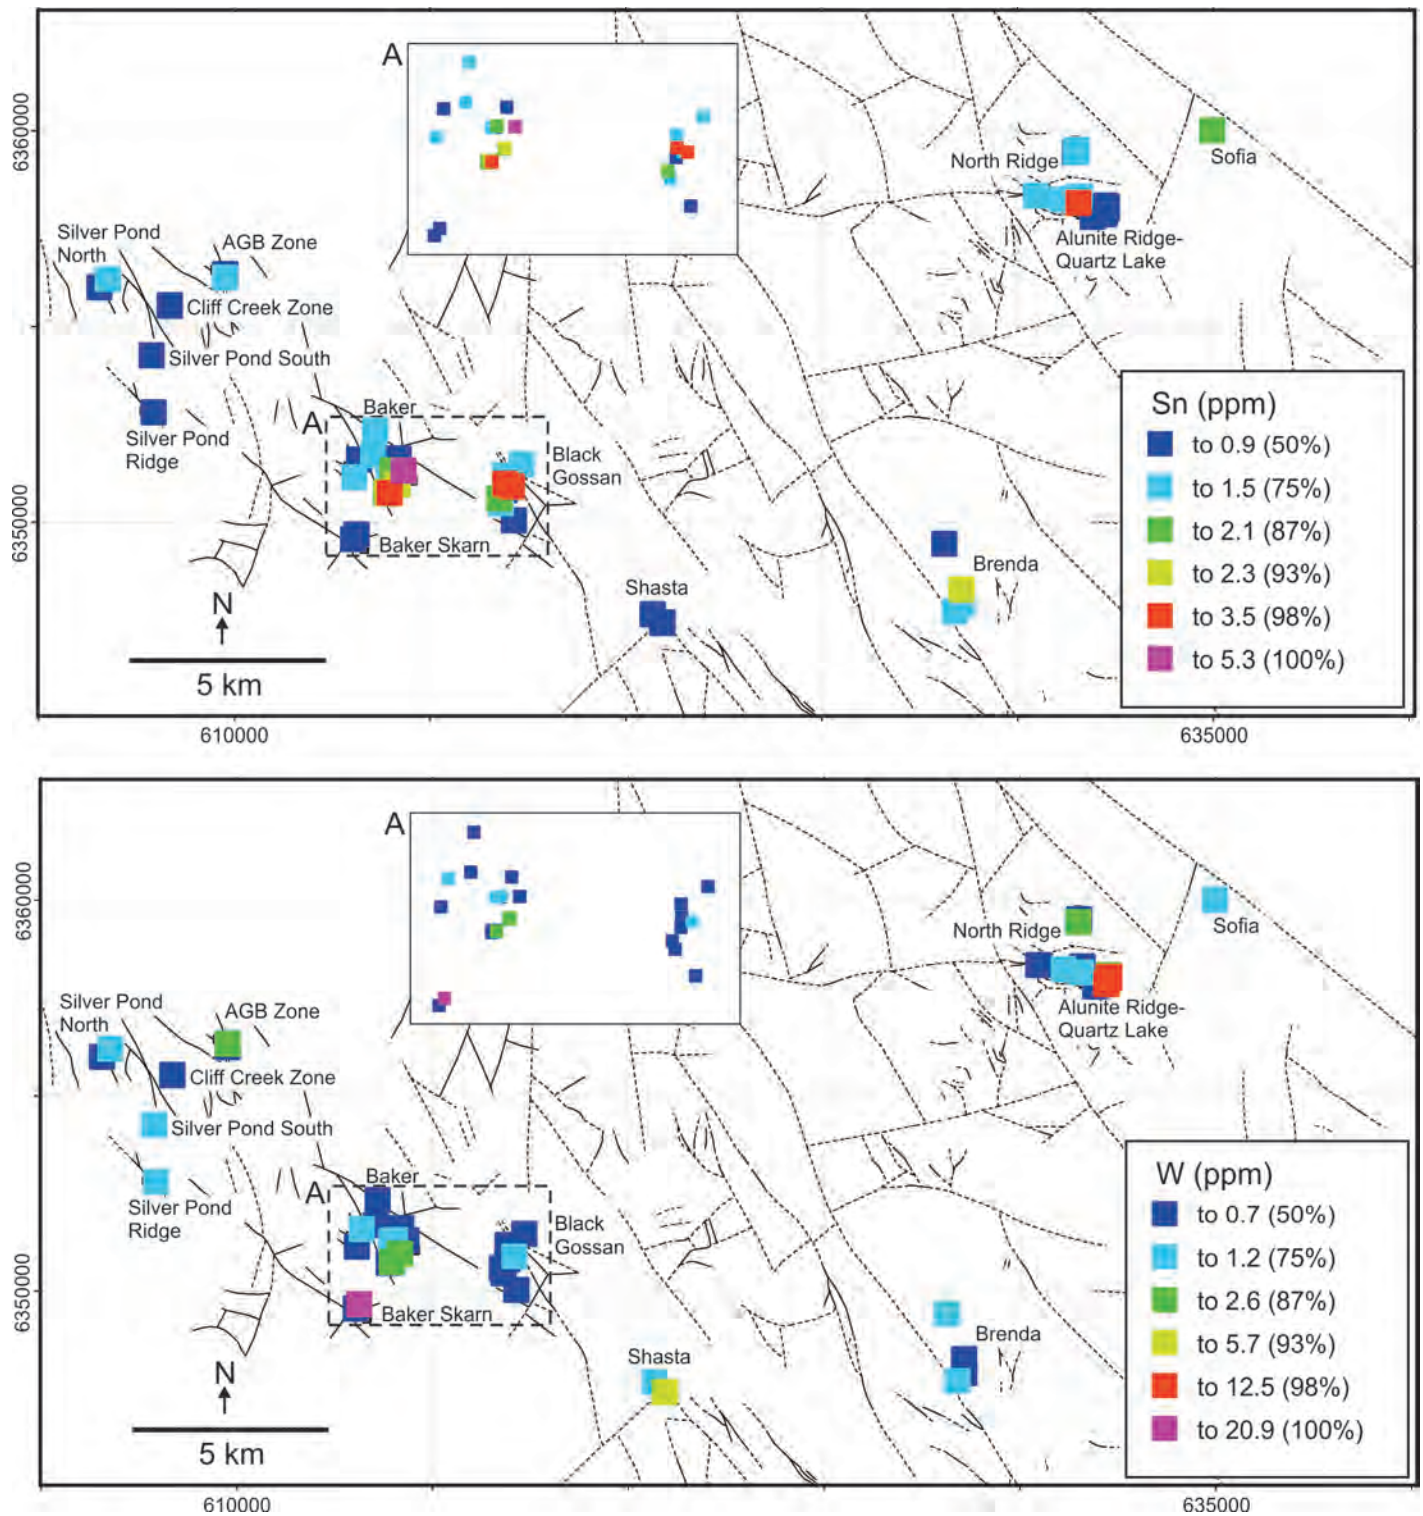 A
6360000
North Ridge
Sofia
Silver Pond
North
AGB Zone
Alunite Ridge-
Quartz Lake
Cliff Creek Zone
Silver Pond South
Sn (ppm)
to 0.9 (50%)
to 1.5 (75%)
to 2.1 (87%)
to 2.3 (93%)
to 3.5 (98%)
to 5.3 (100%)
Baker
A
Silver Pond
Ridge
Black
Gossan
6350000
Baker Skarn
Brenda
Shasta
N
5 km
610000
635000
A
6360000
North Ridge
Sofia
Silver Pond
North
AGB Zone
Alunite Ridge-
Quartz Lake
Cliff Creek Zone
Silver Pond South
W (ppm)
to 0.7 (50%)
to 1.2 (75%)
to 2.6 (87%)
to 5.7 (93%)
to 12.5 (98%)
to 20.9 (100%)
Baker
A
Silver Pond
Ridge
Black
Gossan
6350000
Baker Skarn
Brenda
Shasta
N
5 km
610000
635000